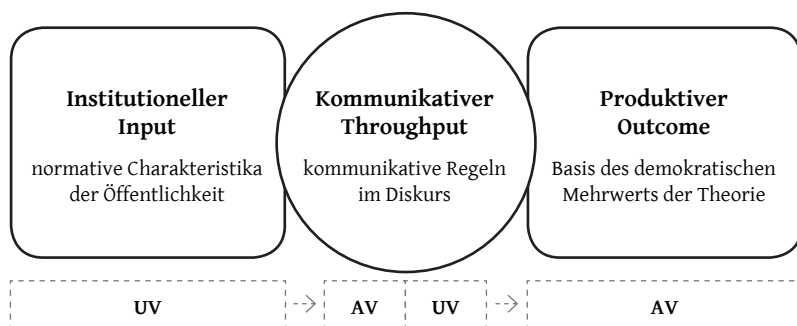 Institutioneller
Input
normative Charakteristika
der Öffentlichkeit
Kommunikativer
Throughput
kommunikative Regeln
im Diskurs
Produktiver
Outcome
Basis des demokratischen
Mehrwerts der Theorie
UV
AV
UV
AV